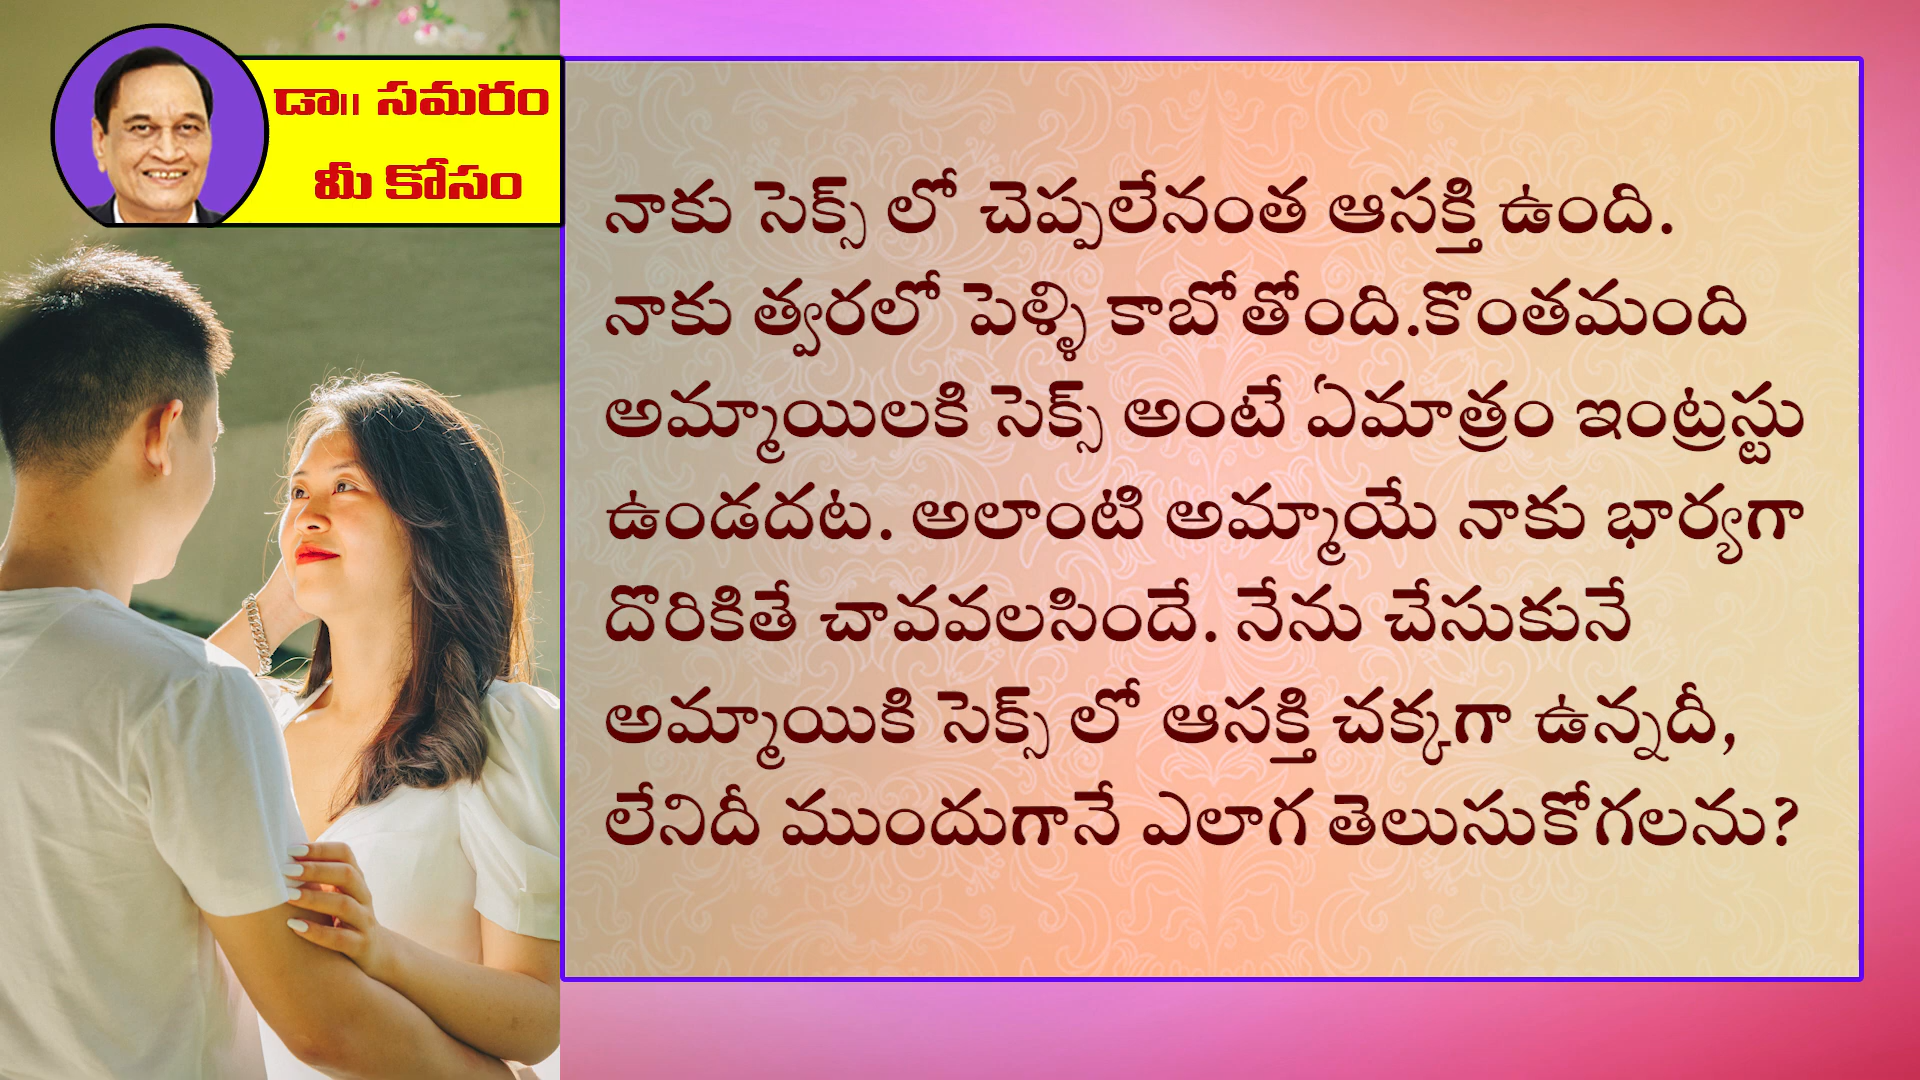 డా॥ సమరం
మీ కోసం
నాకు సెక్స్ లో చెప్పలేనంత ఆసక్తి ఉంది.
నాకు త్వరలో పెళ్ళి కాబోతోంది.కొంతమంది
అమ్మాయిలకి సెక్స్ అంటే ఏమాత్రం ఇంట్రస్టు
ఉండదట. అలాంటి అమ్మాయే నాకు భార్యగా
దొరికితే చావవలసిందే. నేను చేసుకునే
అమ్మాయికి సెక్స్ లో ఆసక్తి చక్కగా ఉన్నదీ,
లేనిదీ ముందుగానే ఎలాగ తెలుసుకోగలను?